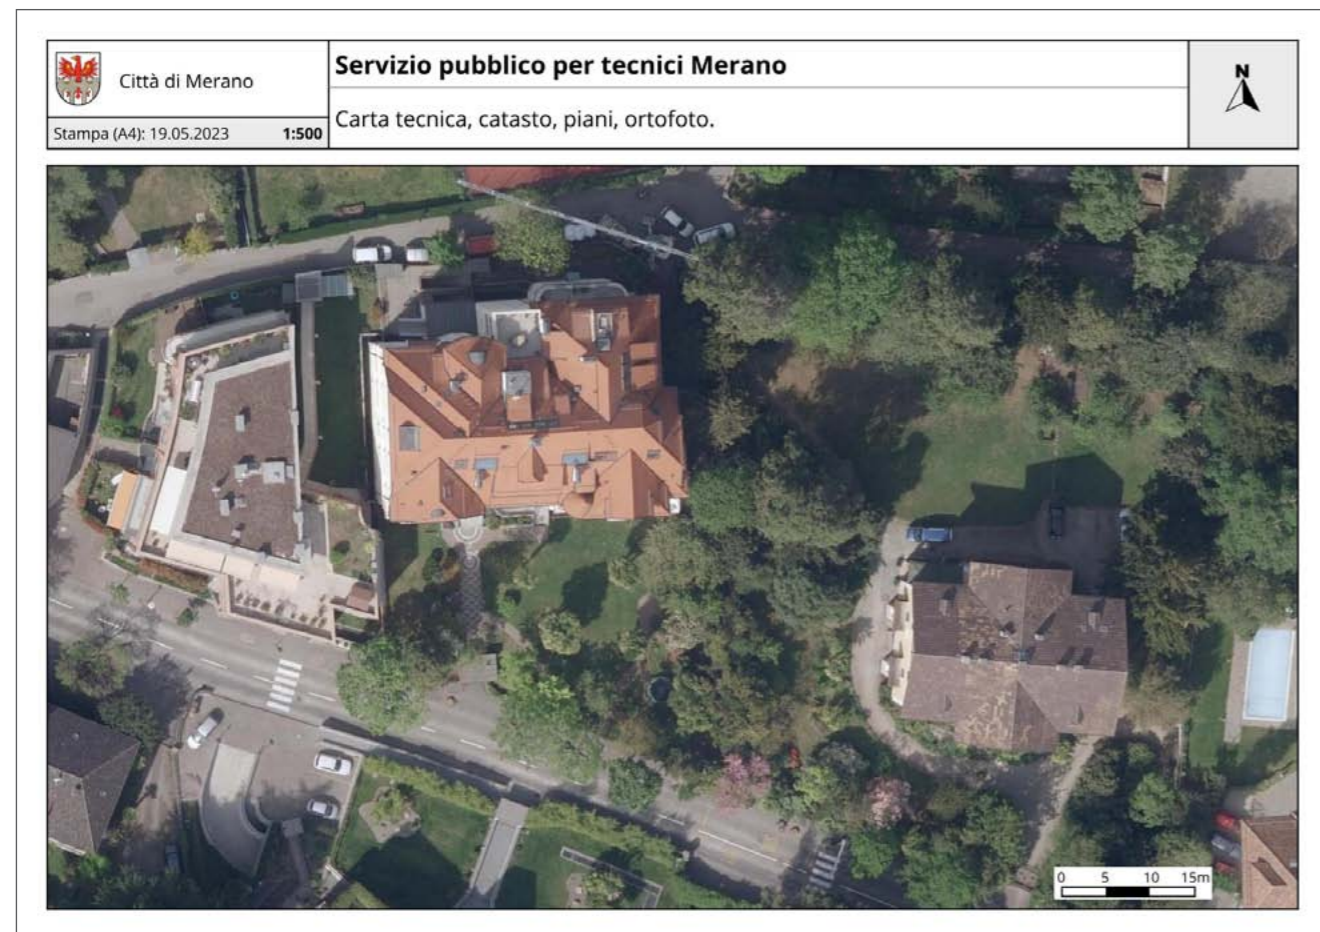 Città di Merano
Stampa (A4): 19.05.2023 1:500
Servizio pubblico per tecnici Merano
Carta tecnica, catasto, piani, ortofoto.
N
0 5 10 15m